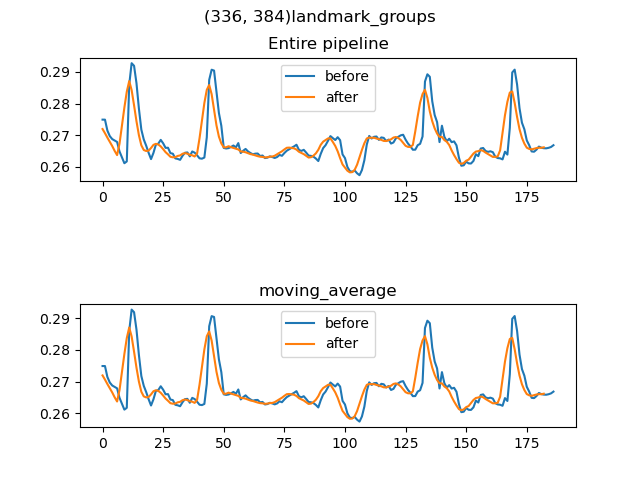 (336, 384)landmark_groups
Entire pipeline
before
after
0.29
0.28
0.27
0.26
0 25 50 75 100 125 150 175
moving_average
before
after
0.29
0.28
0.27
0.26
0 25 50 75 100 125 150 175